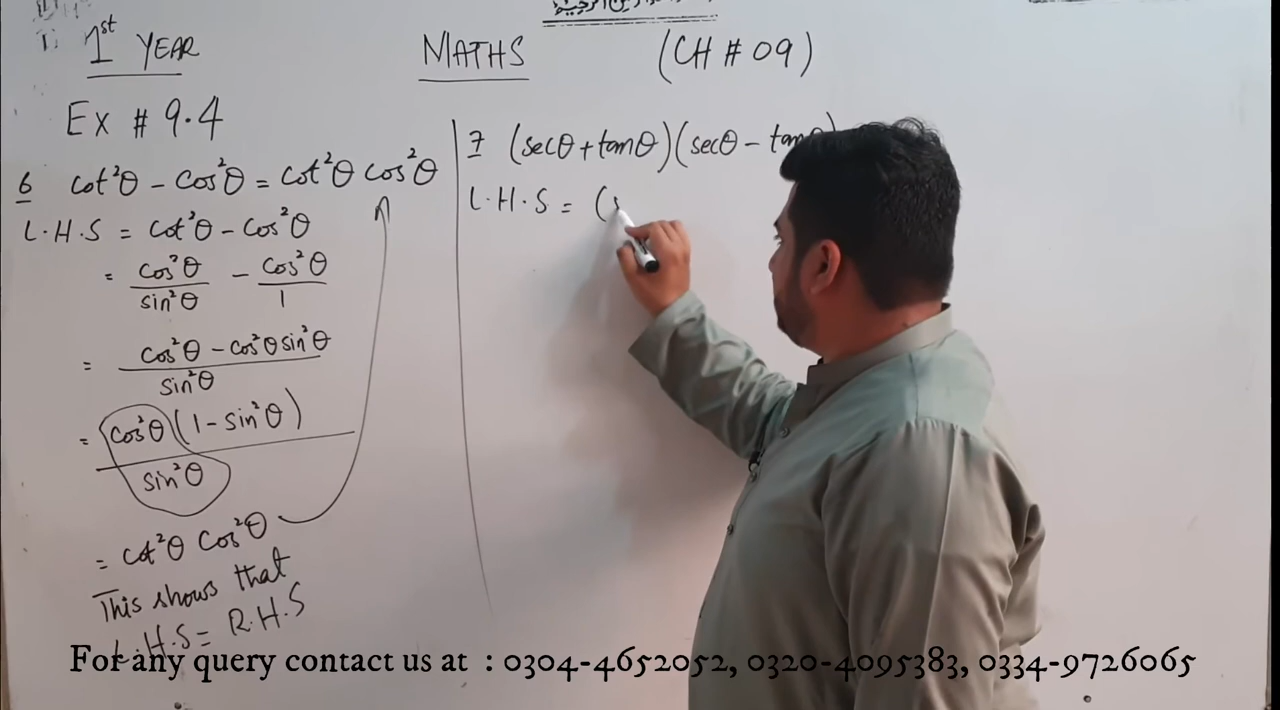 1st YEAR
MATHS
(CH # 09)
Ex # 9.4
6 cot²θ − cos²θ = cot²θ cos²θ
L.H.S = cot²θ − cos²θ
= cos²θ/sin²θ − cos²θ/1
= cos²θ − cos²θ sin²θ/sin²θ
= cos²θ(1 − sin²θ)/sin²θ
= cot²θ cos²θ
This shows that
L.H.S = R.H.S
7 (secθ + tanθ)(secθ − tanθ)
L.H.S = (s
For any query contact us at : 0304-4652052, 0320-4095383, 0334-9726065